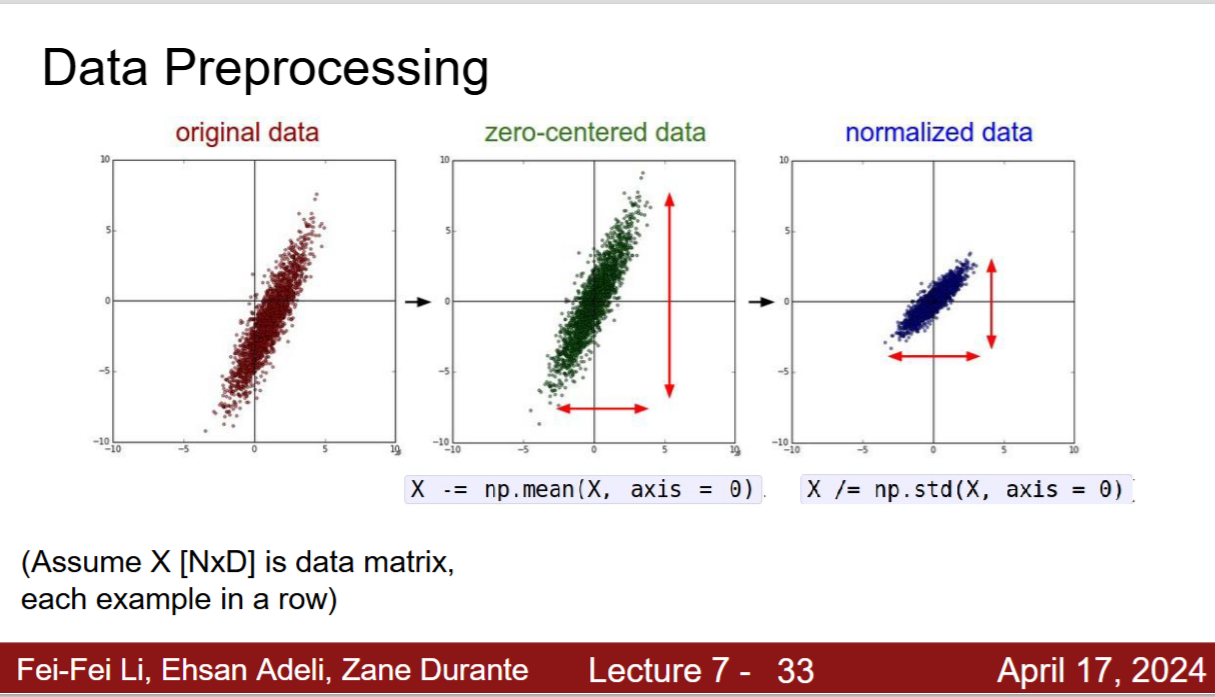 Data Preprocessing
original data
zero-centered data
normalized data
10
5
0
−5
−10
−10
−5
0
5
10
10
5
0
−5
−10
−10
−5
0
5
10
10
5
0
−5
−10
−10
−5
0
5
10
X -= np.mean(X, axis = 0)
X /= np.std(X, axis = 0)
(Assume X [NxD] is data matrix,
each example in a row)
Fei-Fei Li, Ehsan Adeli, Zane Durante
Lecture 7 - 33
April 17, 2024